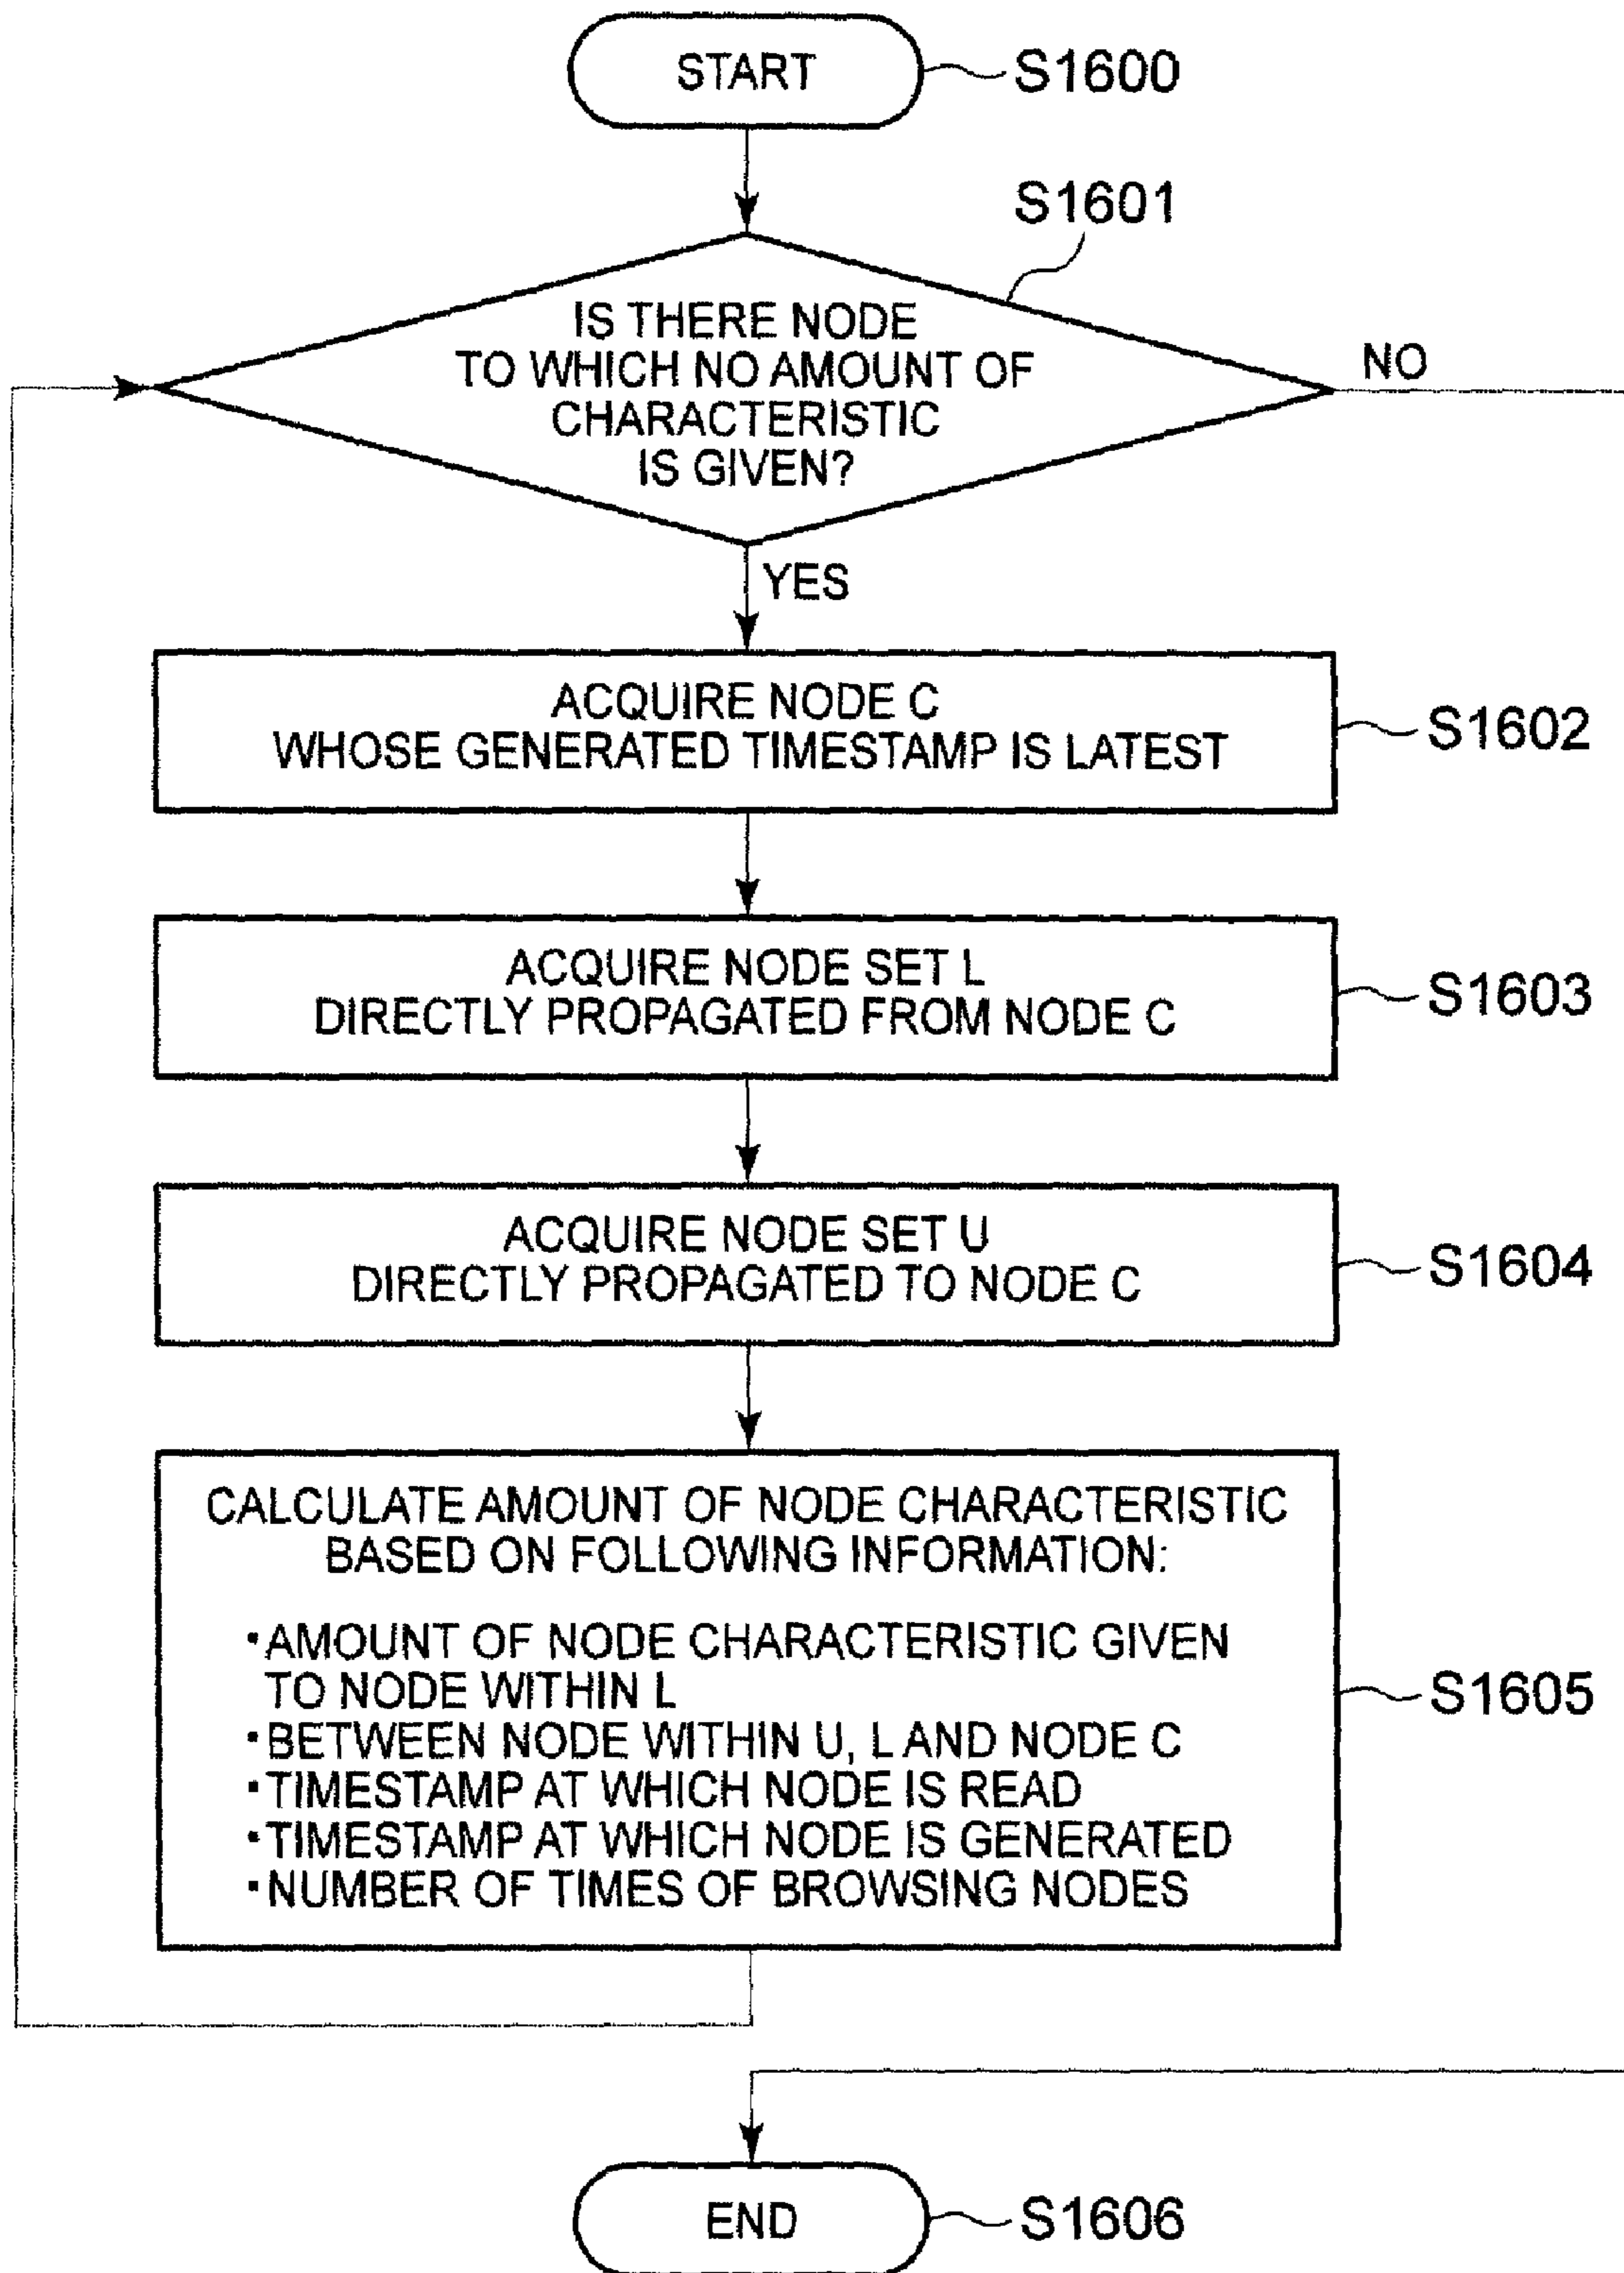 START
S1600
S1601
IS THERE NODE
TO WHICH NO AMOUNT OF
CHARACTERISTIC
IS GIVEN?
NO
YES
ACQUIRE NODE C
WHOSE GENERATED TIMESTAMP IS LATEST
S1602
ACQUIRE NODE SET L
DIRECTLY PROPAGATED FROM NODE C
S1603
ACQUIRE NODE SET U
DIRECTLY PROPAGATED TO NODE C
S1604
CALCULATE AMOUNT OF NODE CHARACTERISTIC
BASED ON FOLLOWING INFORMATION:
・AMOUNT OF NODE CHARACTERISTIC GIVEN
TO NODE WITHIN L
・BETWEEN NODE WITHIN U, L AND NODE C
・TIMESTAMP AT WHICH NODE IS READ
・TIMESTAMP AT WHICH NODE IS GENERATED
・NUMBER OF TIMES OF BROWSING NODES
S1605
END
S1606